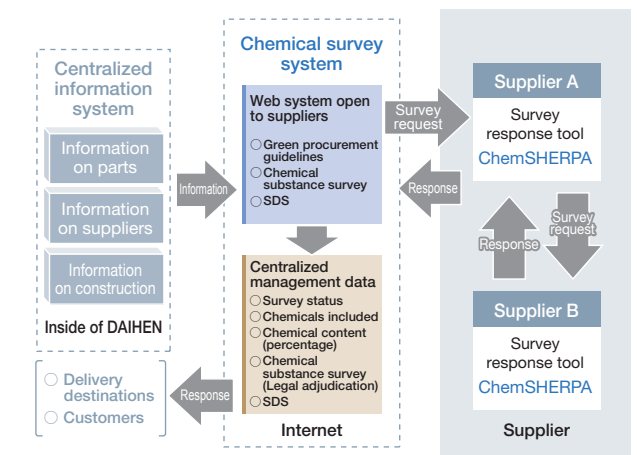 Centralized
information
system
Information
on parts
Information
on suppliers
Information
on construction
Inside of DAIHEN
Information
Chemical survey
system
Web system open
to suppliers
○ Green procurement
guidelines
○ Chemical
substance survey
○ SDS
Centralized
management data
○ Survey status
○ Chemicals included
○ Chemical content
(percentage)
○ Chemical
substance survey
(Legal adjudication)
○ SDS
Internet
Survey
request
Response
Supplier A
Survey
response tool
ChemSHERPA
Response
Survey
request
Supplier B
Survey
response tool
ChemSHERPA
Supplier
Response
○ Delivery
destinations
○ Customers